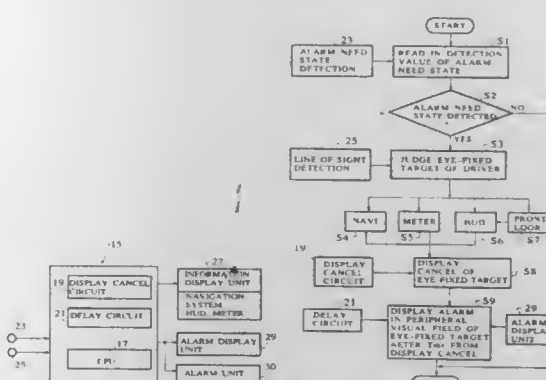 START
23
S1
ALARM NEED
STATE
DETECTION
READ IN DETECTION
VALUE OF ALARM
NEED STATE
S2
ALARM NEED
STATE DETECTED
NO
YES
25
S3
LINE OF SIGHT
DETECTION
JUDGE EYE-FIXED
TARGET OF DRIVER
NAVI
METER
HUD
FRONT
S4
S5
S6
S7
19
DISPLAY
CANCEL
CIRCUIT
DISPLAY
CANCEL OF
EYE FIXED TARGET
S8
21
DELAY
CIRCUIT
S9
DISPLAY ALARM
IN PERIPHERAL
VISUAL FIELD OF
EYE-FIXED TARGET
AFTER
FROM
DISPLAY CANCEL
29
ALARM
DISPLAY
UNIT
15
27
19
DISPLAY CANCEL
CIRCUIT
INFORMATION
DISPLAY UNIT
NAVIGATION
SYSTEM
HUD METER
21
DELAY CIRCUIT
23
25
17
CPU
ALARM DISPLAY
UNIT
29
ALARM UNIT
30